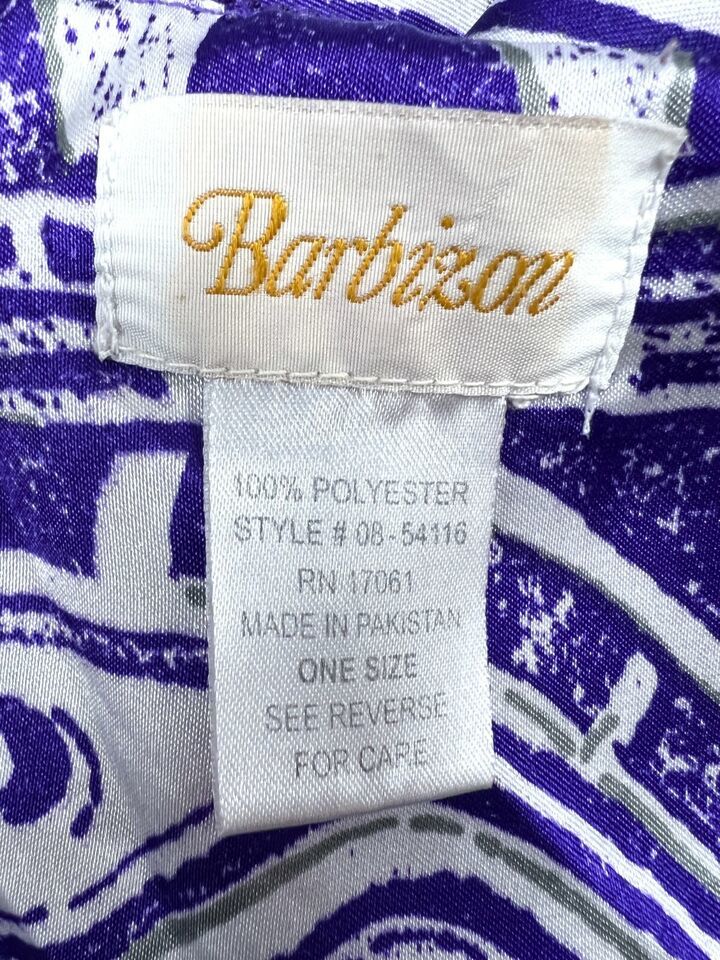 Barbizon
100% POLYESTER
STYLE # 08-54116
RN 17061
MADE IN PAKISTAN
ONE SIZE
SEE REVERSE
FOR CARE